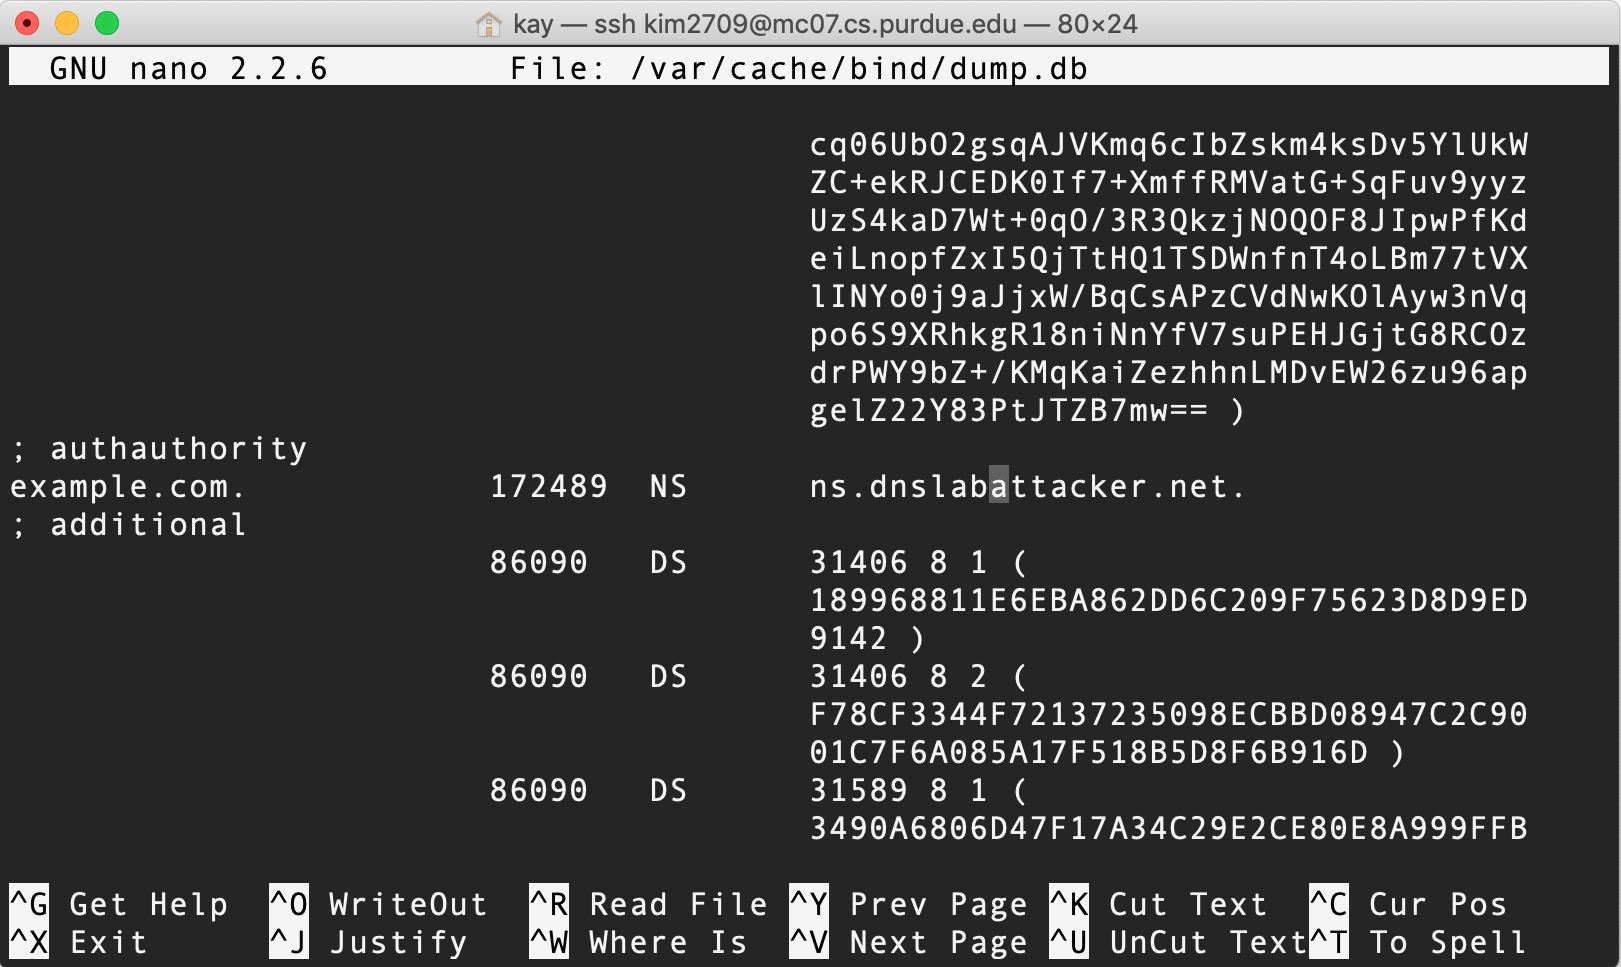 kay — ssh kim2709@mc07.cs.purdue.edu — 80×24
GNU nano 2.2.6 File: /var/cache/bind/dump.db
cq06UbO2gsqAJVKmq6cIbZskm4ksDv5YlUkW
ZC+ekRJCEDK0If7+XmffRMVatG+SqFuv9yyz
UzS4kaD7Wt+0qO/3R3QkzjNOQOF8JIpwPfKd
eiLnopfZxI5QjTtHQ1TSDWnfnT4oLBm77tVX
lINYo0j9aJjxW/BqCsAPzCVdNwKOlAyw3nVq
po6S9XRhkgR18niNnYfV7suPEHJGjtG8RCOz
drPWY9bZ+/KMqKaiZezhhnLMDvEW26zu96ap
gelZ22Y83PtJTZB7mw== )
; authauthority
example.com. 172489 NS ns.dnslabattacker.net.
; additional
86090 DS 31406 8 1 (
189968811E6EBA862DD6C209F75623D8D9ED
9142 )
86090 DS 31406 8 2 (
F78CF3344F72137235098ECBBD08947C2C90
01C7F6A085A17F518B5D8F6B916D )
86090 DS 31589 8 1 (
3490A6806D47F17A34C29E2CE80E8A999FFB
^G Get Help ^O WriteOut ^R Read File ^Y Prev Page ^K Cut Text ^C Cur Pos
^X Exit ^J Justify ^W Where Is ^V Next Page ^U UnCut Text ^T To Spell